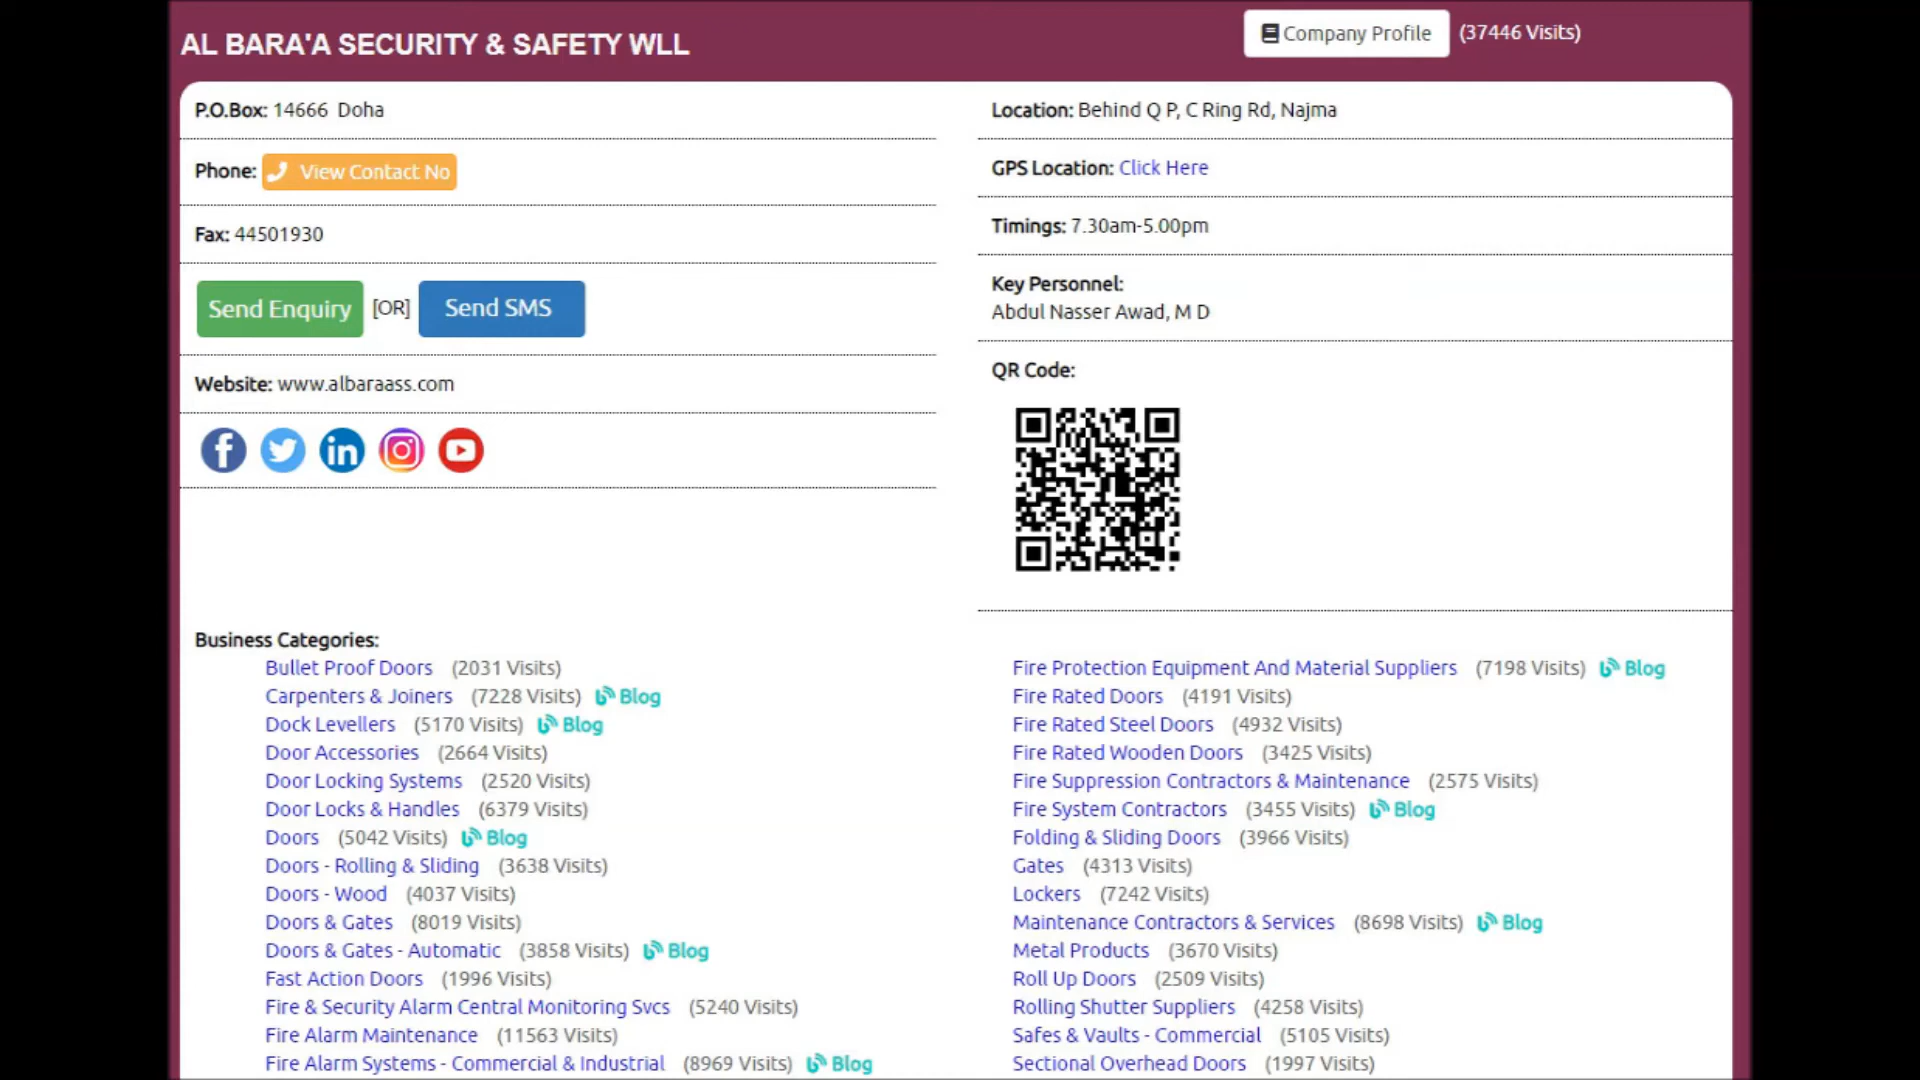 AL BARA'A SECURITY & SAFETY WLL
Company Profile (37446 Visits)
P.O.Box: 14666 Doha
Phone: View Contact No
Fax: 44501930
Send Enquiry [OR] Send SMS
Website: www.albaraass.com
Location: Behind Q P, C Ring Rd, Najma
GPS Location: Click Here
Timings: 7.30am-5.00pm
Key Personnel:
Abdul Nasser Awad, M D
QR Code:
Business Categories:
Bullet Proof Doors (2031 Visits)
Carpenters & Joiners (7228 Visits) Blog
Dock Levellers (5170 Visits) Blog
Door Accessories (2664 Visits)
Door Locking Systems (2520 Visits)
Door Locks & Handles (6379 Visits)
Doors (5042 Visits) Blog
Doors - Rolling & Sliding (3638 Visits)
Doors - Wood (4037 Visits)
Doors & Gates (8019 Visits)
Doors & Gates - Automatic (3858 Visits) Blog
Fast Action Doors (1996 Visits)
Fire & Security Alarm Central Monitoring Svcs (5240 Visits)
Fire Alarm Maintenance (11563 Visits)
Fire Alarm Systems - Commercial & Industrial (8969 Visits) Blog
Fire Protection Equipment And Material Suppliers (7198 Visits) Blog
Fire Rated Doors (4191 Visits)
Fire Rated Steel Doors (4932 Visits)
Fire Rated Wooden Doors (3425 Visits)
Fire Suppression Contractors & Maintenance (2575 Visits)
Fire System Contractors (3455 Visits) Blog
Folding & Sliding Doors (3966 Visits)
Gates (4313 Visits)
Lockers (7242 Visits)
Maintenance Contractors & Services (8698 Visits) Blog
Metal Products (3670 Visits)
Roll Up Doors (2509 Visits)
Rolling Shutter Suppliers (4258 Visits)
Safes & Vaults - Commercial (5105 Visits)
Sectional Overhead Doors (1997 Visits)